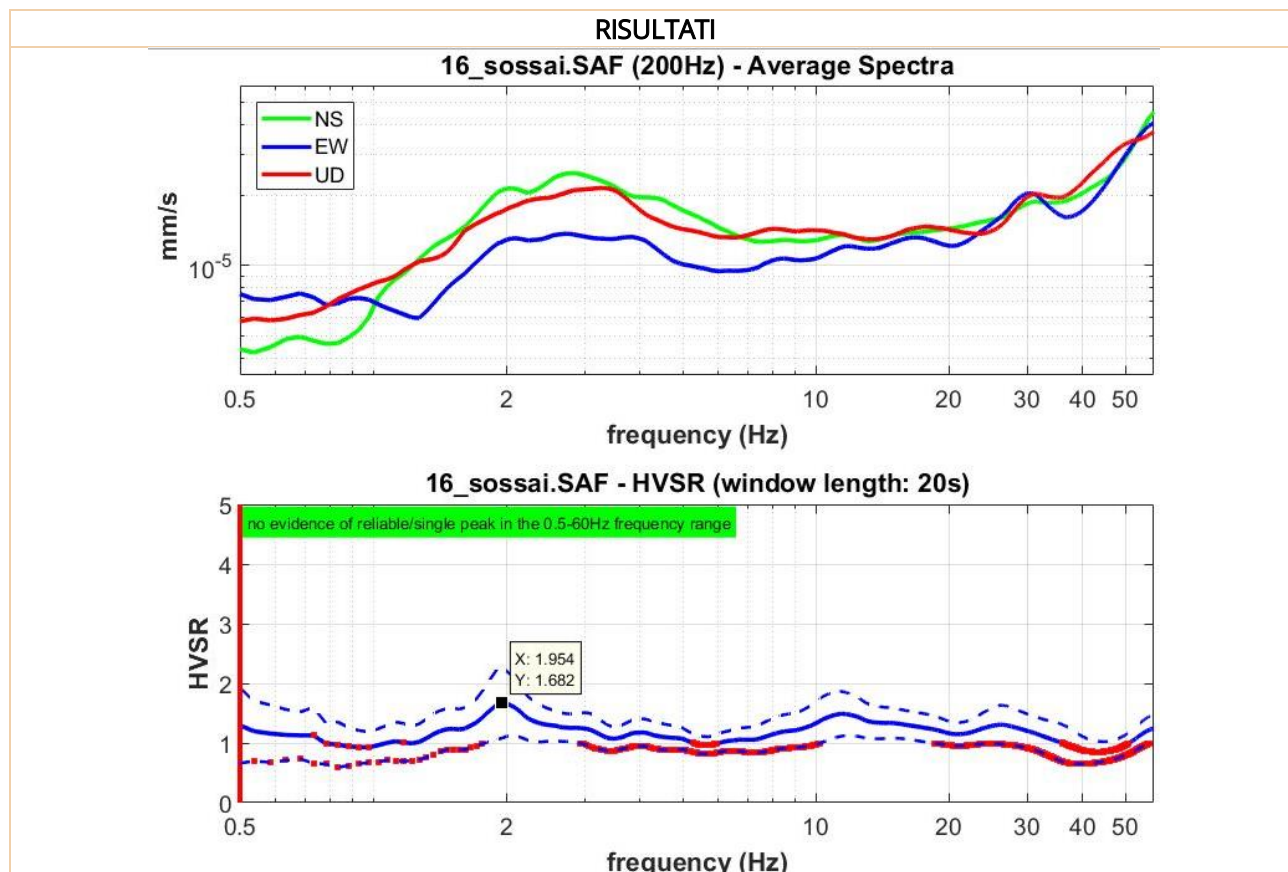 RISULTATI
16_sossai.SAF (200Hz) - Average Spectra
NS
EW
UD
mm/s
10^-5
0.5 2 10 20 30 40 50
frequency (Hz)
16_sossai.SAF - HVSR (window length: 20s)
no evidence of reliable/single peak in the 0.5-60Hz frequency range
HVSR
5
4
3
2
1
0
X: 1.954
Y: 1.682
0.5 2 10 20 30 40 50
frequency (Hz)